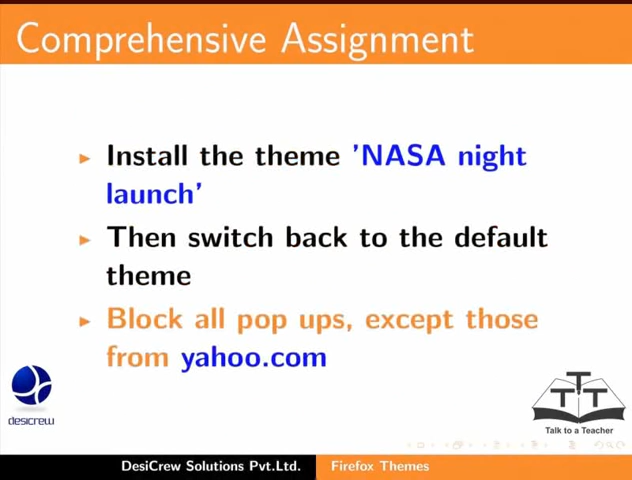 Comprehensive Assignment
Install the theme 'NASA night
launch'
Then switch back to the default
theme
Block all pop ups, except those
from yahoo.com
desicrew
T T T
Talk to a Teacher
DesiCrew Solutions Pvt.Ltd.
Firefox Themes